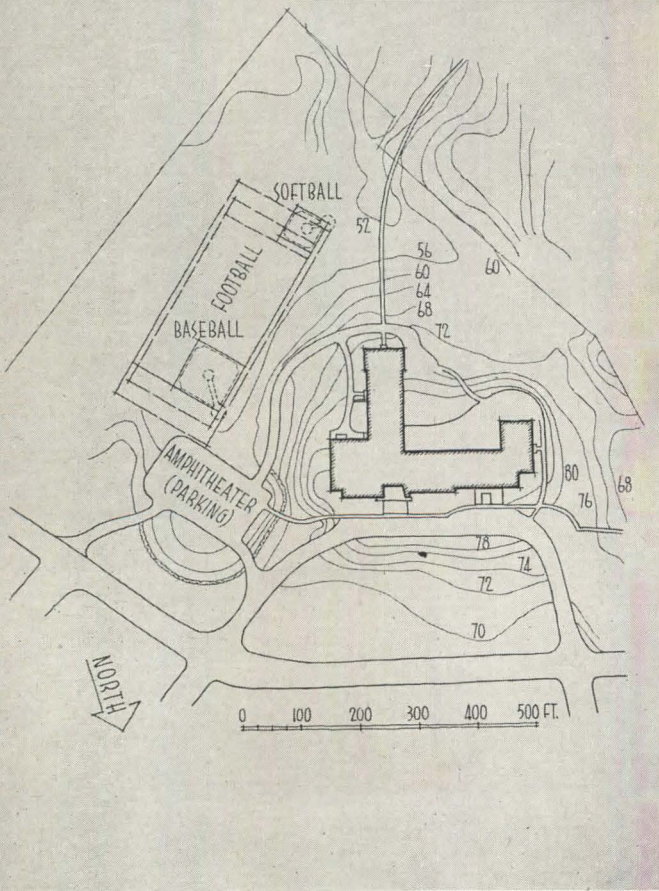 SOFTBALL
52
FOOTBALL
56
60
60
64
68
BASEBALL
72
AMPHITHEATER
(PARKING)
80
68
76
78
74
72
70
NORTH
0 100 200 300 400 500 FT.